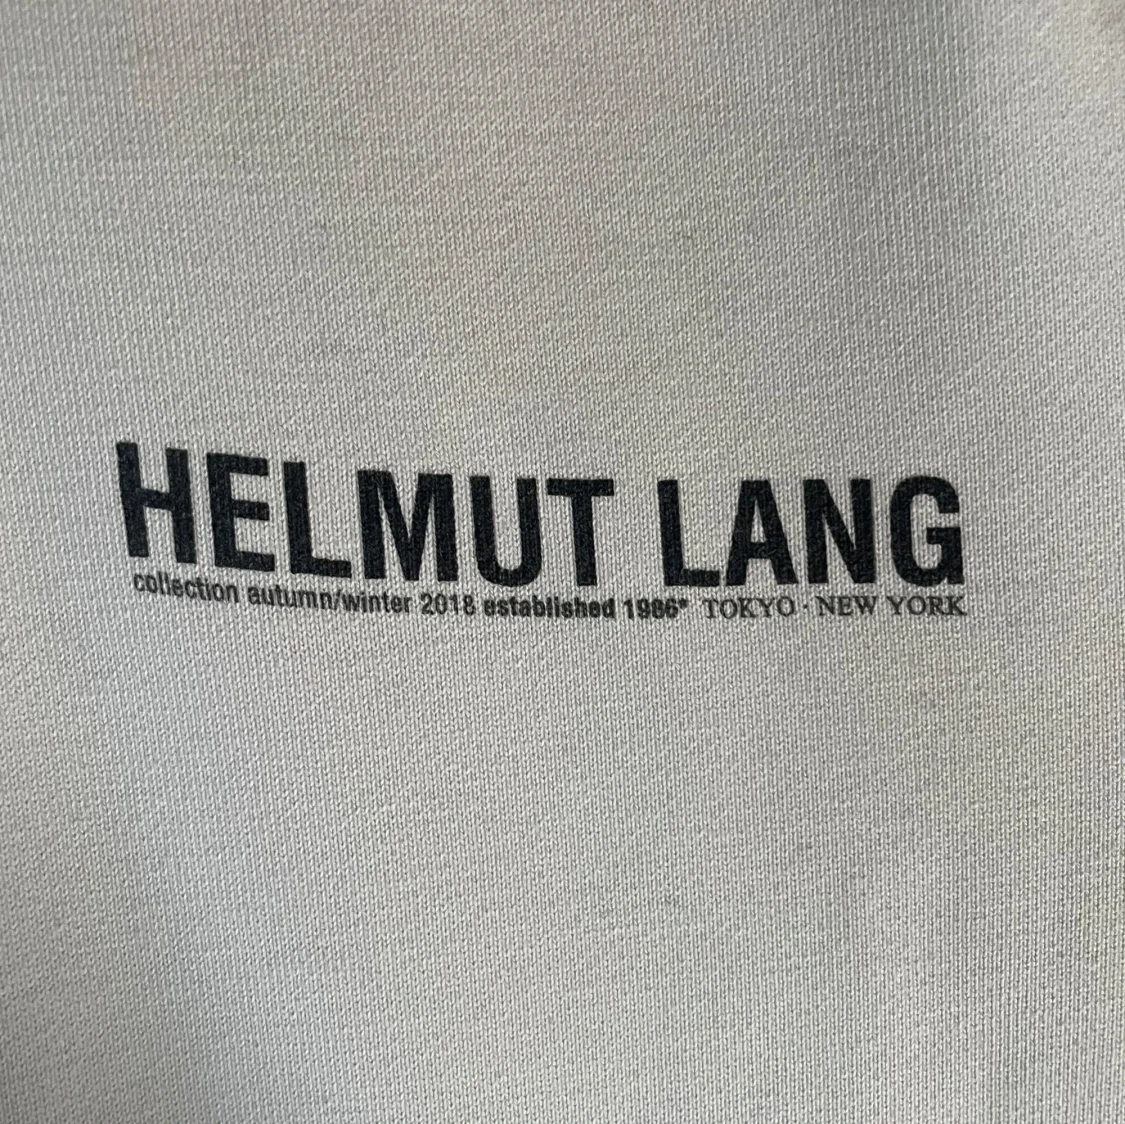 HELMUT LANG
collection autumn/winter 2018 established 1986® TOKYO · NEW YORK